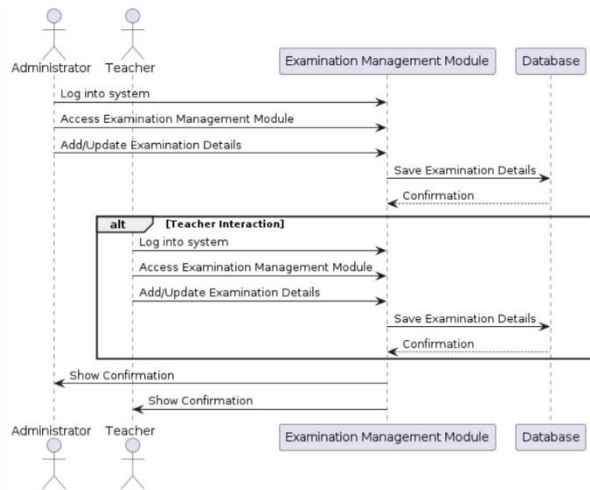 Administrator Teacher Examination Management Module Database
Log into system
Access Examination Management Module
Add/Update Examination Details
Save Examination Details
Confirmation
alt [Teacher Interaction]
Log into system
Access Examination Management Module
Add/Update Examination Details
Save Examination Details
Confirmation
Show Confirmation
Show Confirmation
Administrator Teacher Examination Management Module Database